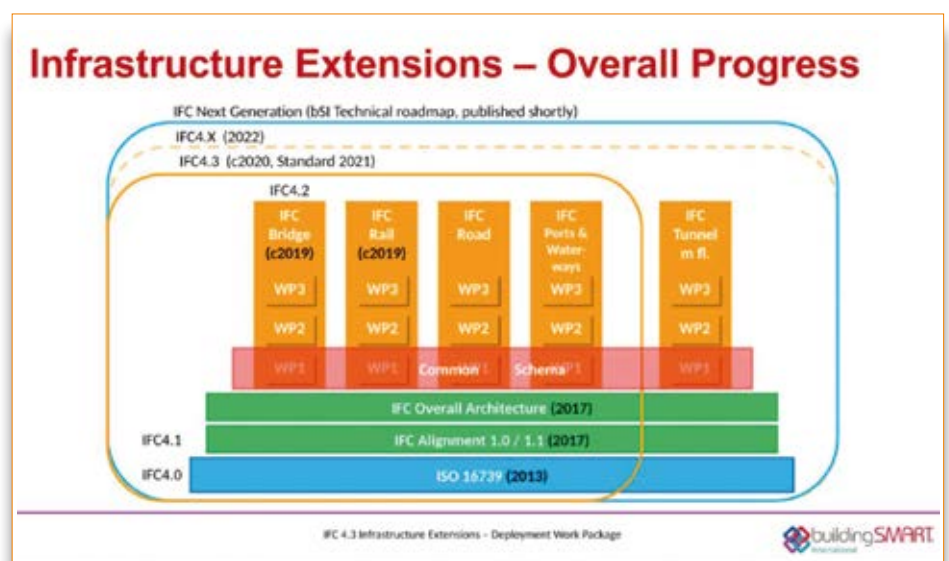 Infrastructure Extensions – Overall Progress
IFC Next Generation (bSI Technical roadmap, published shortly)
IFC4.X (2022)
IFC4.3 (c2020, Standard 2021)
IFC4.2
IFC
Bridge
(c2019)
WP3
WP2
WP1
IFC
Rail
(c2019)
WP3
WP2
WP1
IFC
Road
WP3
WP2
WP1
IFC
Ports &
Water-
ways
WP3
WP2
WP1
IFC
Tunnel
m fl.
WP3
WP2
WP1
Common Schema
IFC Overall Architecture (2017)
IFC4.1
IFC Alignment 1.0 / 1.1 (2017)
IFC4.0
ISO 16739 (2013)
IFC 4.3 Infrastructure Extensions – Deployment Work Package
buildingSMART
International